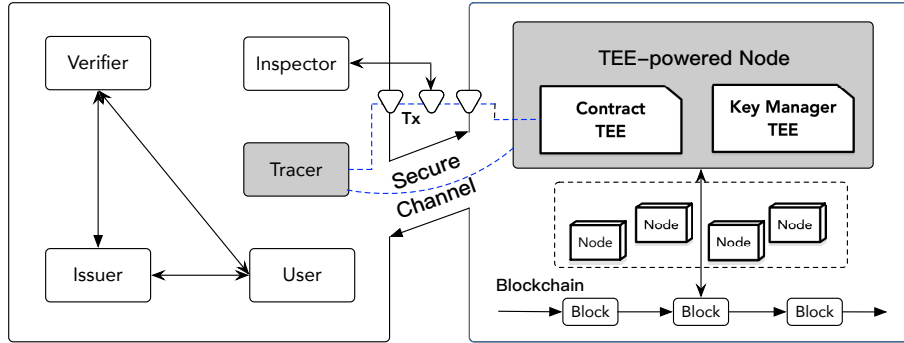 Verifier
Inspector
Tx
Tracer
Secure
Channel
Issuer
User
TEE–powered Node
Contract
TEE
Key Manager
TEE
Node
Node
Node
Node
Blockchain
Block
Block
Block